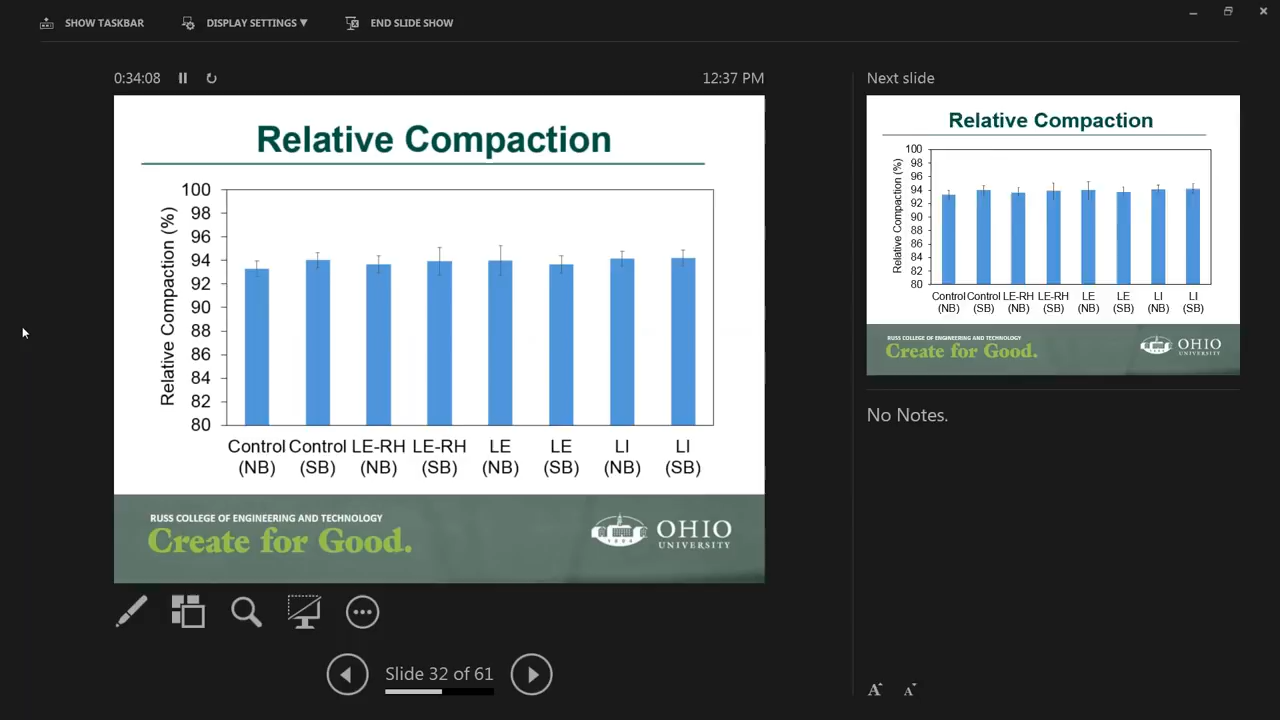 SHOW TASKBAR
DISPLAY SETTINGS ▼
END SLIDE SHOW
0:34:08
12:37 PM
Relative Compaction
Relative Compaction (%)
100
98
96
94
92
90
88
86
84
82
80
Control Control LE-RH LE-RH LE LE LI LI
(NB) (SB) (NB) (SB) (NB) (SB) (NB) (SB)
RUSS COLLEGE OF ENGINEERING AND TECHNOLOGY
Create for Good.
1804
OHIO
UNIVERSITY
Slide 32 of 61
Next slide
Relative Compaction
Relative Compaction (%)
100
98
96
94
92
90
88
86
84
82
80
Control Control LE-RH LE-RH LE LE LI LI
(NB) (SB) (NB) (SB) (NB) (SB) (NB) (SB)
RUSS COLLEGE OF ENGINEERING AND TECHNOLOGY
Create for Good.
OHIO
UNIVERSITY
No Notes.
A A